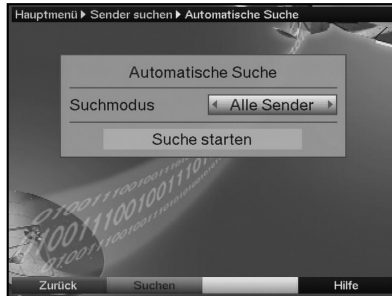 Hauptmenü ▶ Sender suchen ▶ Automatische Suche
Automatische Suche
Suchmodus ◀ Alle Sender ▶
Suche starten
Zurück Suchen Hilfe